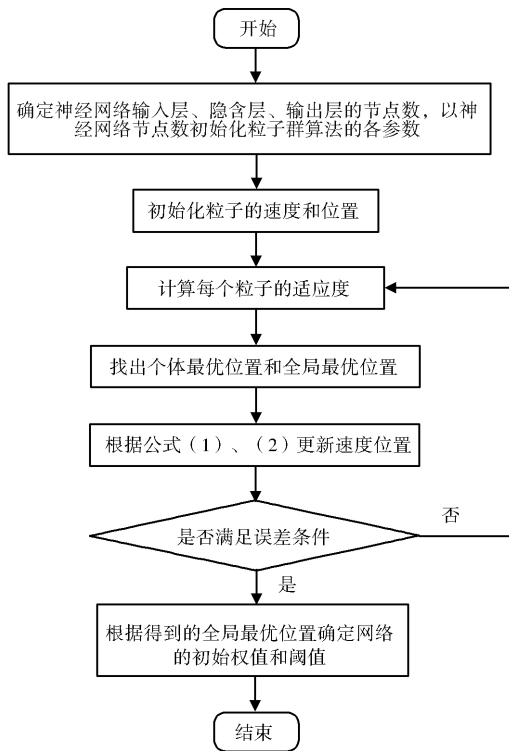 开始
确定神经网络输入层、隐含层、输出层的节点数，以神
经网络节点数初始化粒子群算法的各参数
初始化粒子的速度和位置
计算每个粒子的适应度
找出个体最优位置和全局最优位置
根据公式（1）、（2）更新速度位置
是否满足误差条件
否
是
根据得到的全局最优位置确定网络
的初始权值和阈值
结束